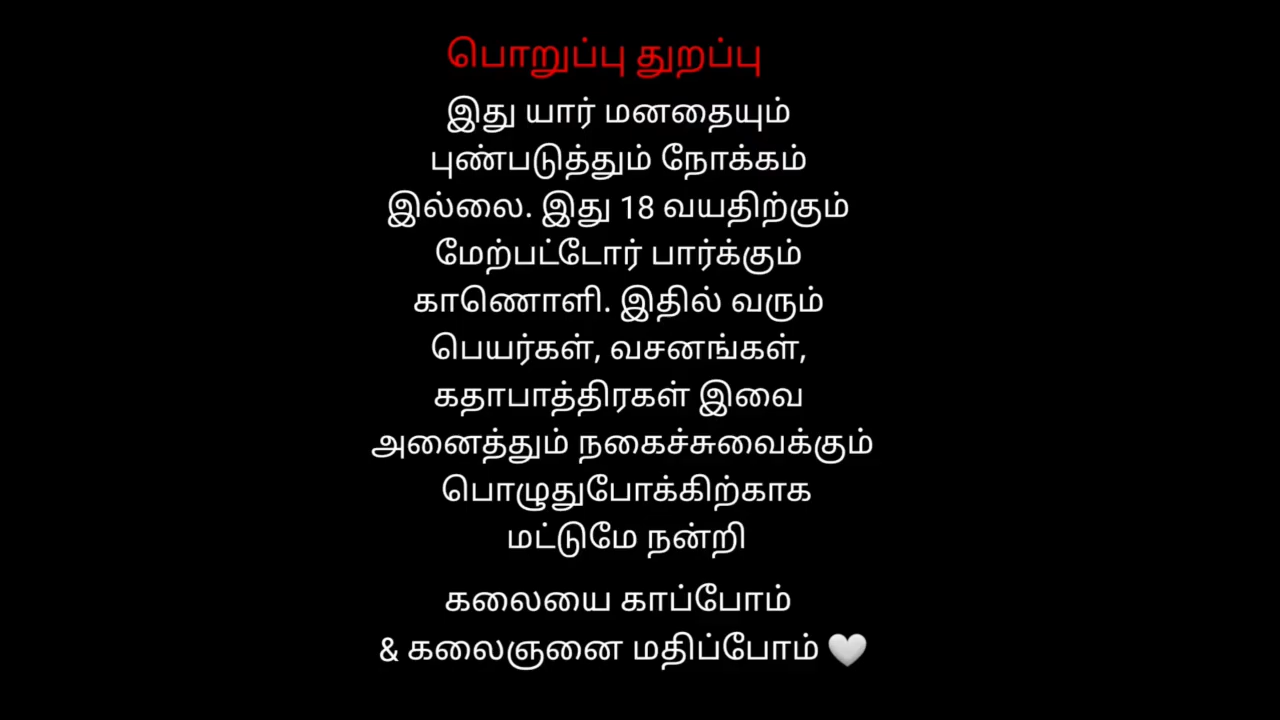 பொறுப்பு துறப்பு
இது யார் மனதையும்
புண்படுத்தும் நோக்கம்
இல்லை. இது 18 வயதிற்கும்
மேற்பட்டோர் பார்க்கும்
காணொளி. இதில் வரும்
பெயர்கள், வசனங்கள்,
கதாபாத்திரகள் இவை
அனைத்தும் நகைச்சுவைக்கும்
பொழுதுபோக்கிற்காக
மட்டுமே நன்றி
கலையை காப்போம்
& கலைஞனை மதிப்போம் 🤍